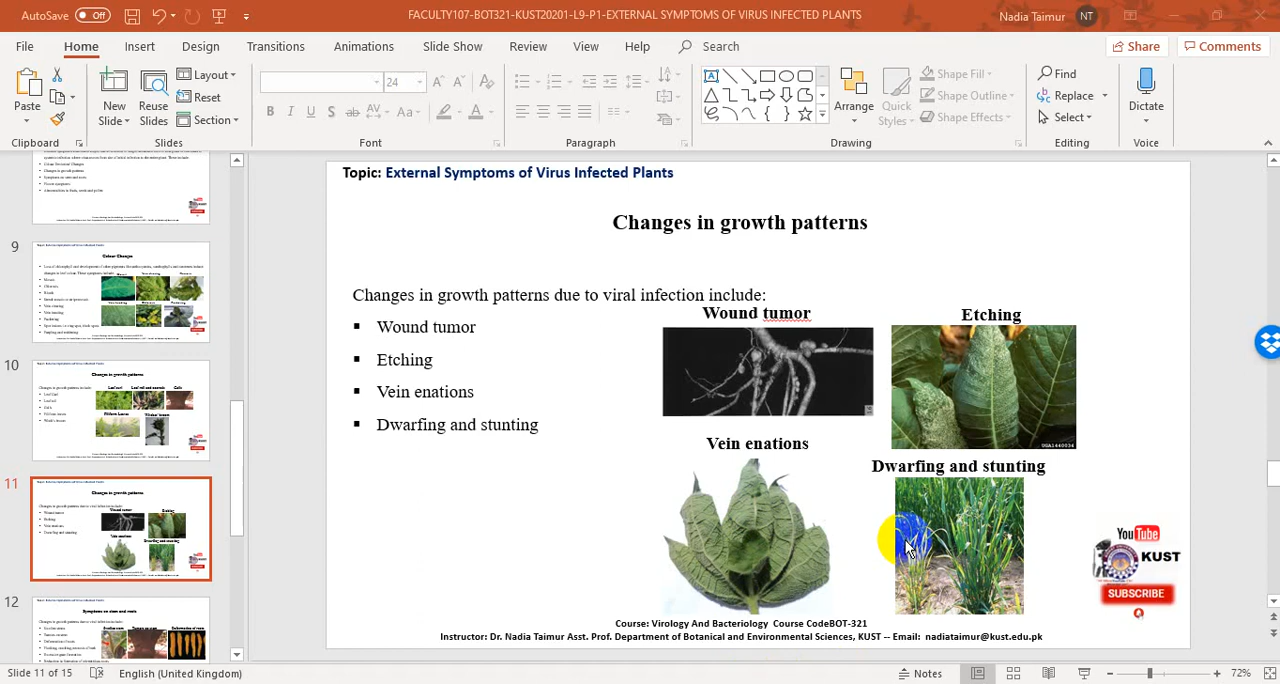 AutoSave Off FACULTY107-BOT321-KUST20201-L9-P1-EXTERNAL SYMPTOMS OF VIRUS INFECTED PLANTS Nadia Taimur NT
File Home Insert Design Transitions Animations Slide Show Review View Help Search Share Comments
Paste New Slide Reuse Slides Layout Reset Section
24
Arrange Quick Styles Shape Fill Shape Outline Shape Effects
Find Replace Select Dictate
Clipboard Slides Font Paragraph Drawing Editing Voice
9
10
11
12
Topic: External Symptoms of Virus Infected Plants
Changes in growth patterns
Changes in growth patterns due to viral infection include:
Wound tumor
Etching
Vein enations
Dwarfing and stunting
Wound tumor
Etching
UGA1440034
Vein enations
Dwarfing and stunting
YouTube
KUST
SUBSCRIBE
Course: Virology And Bacteriology Course CodeBOT-321
Asst. Prof. Department of Botanical and Environmental Sciences, KUST -- Email: nadiataimur@kust.edu.pk
Slide 11 of 15 English (United Kingdom) Notes 72%